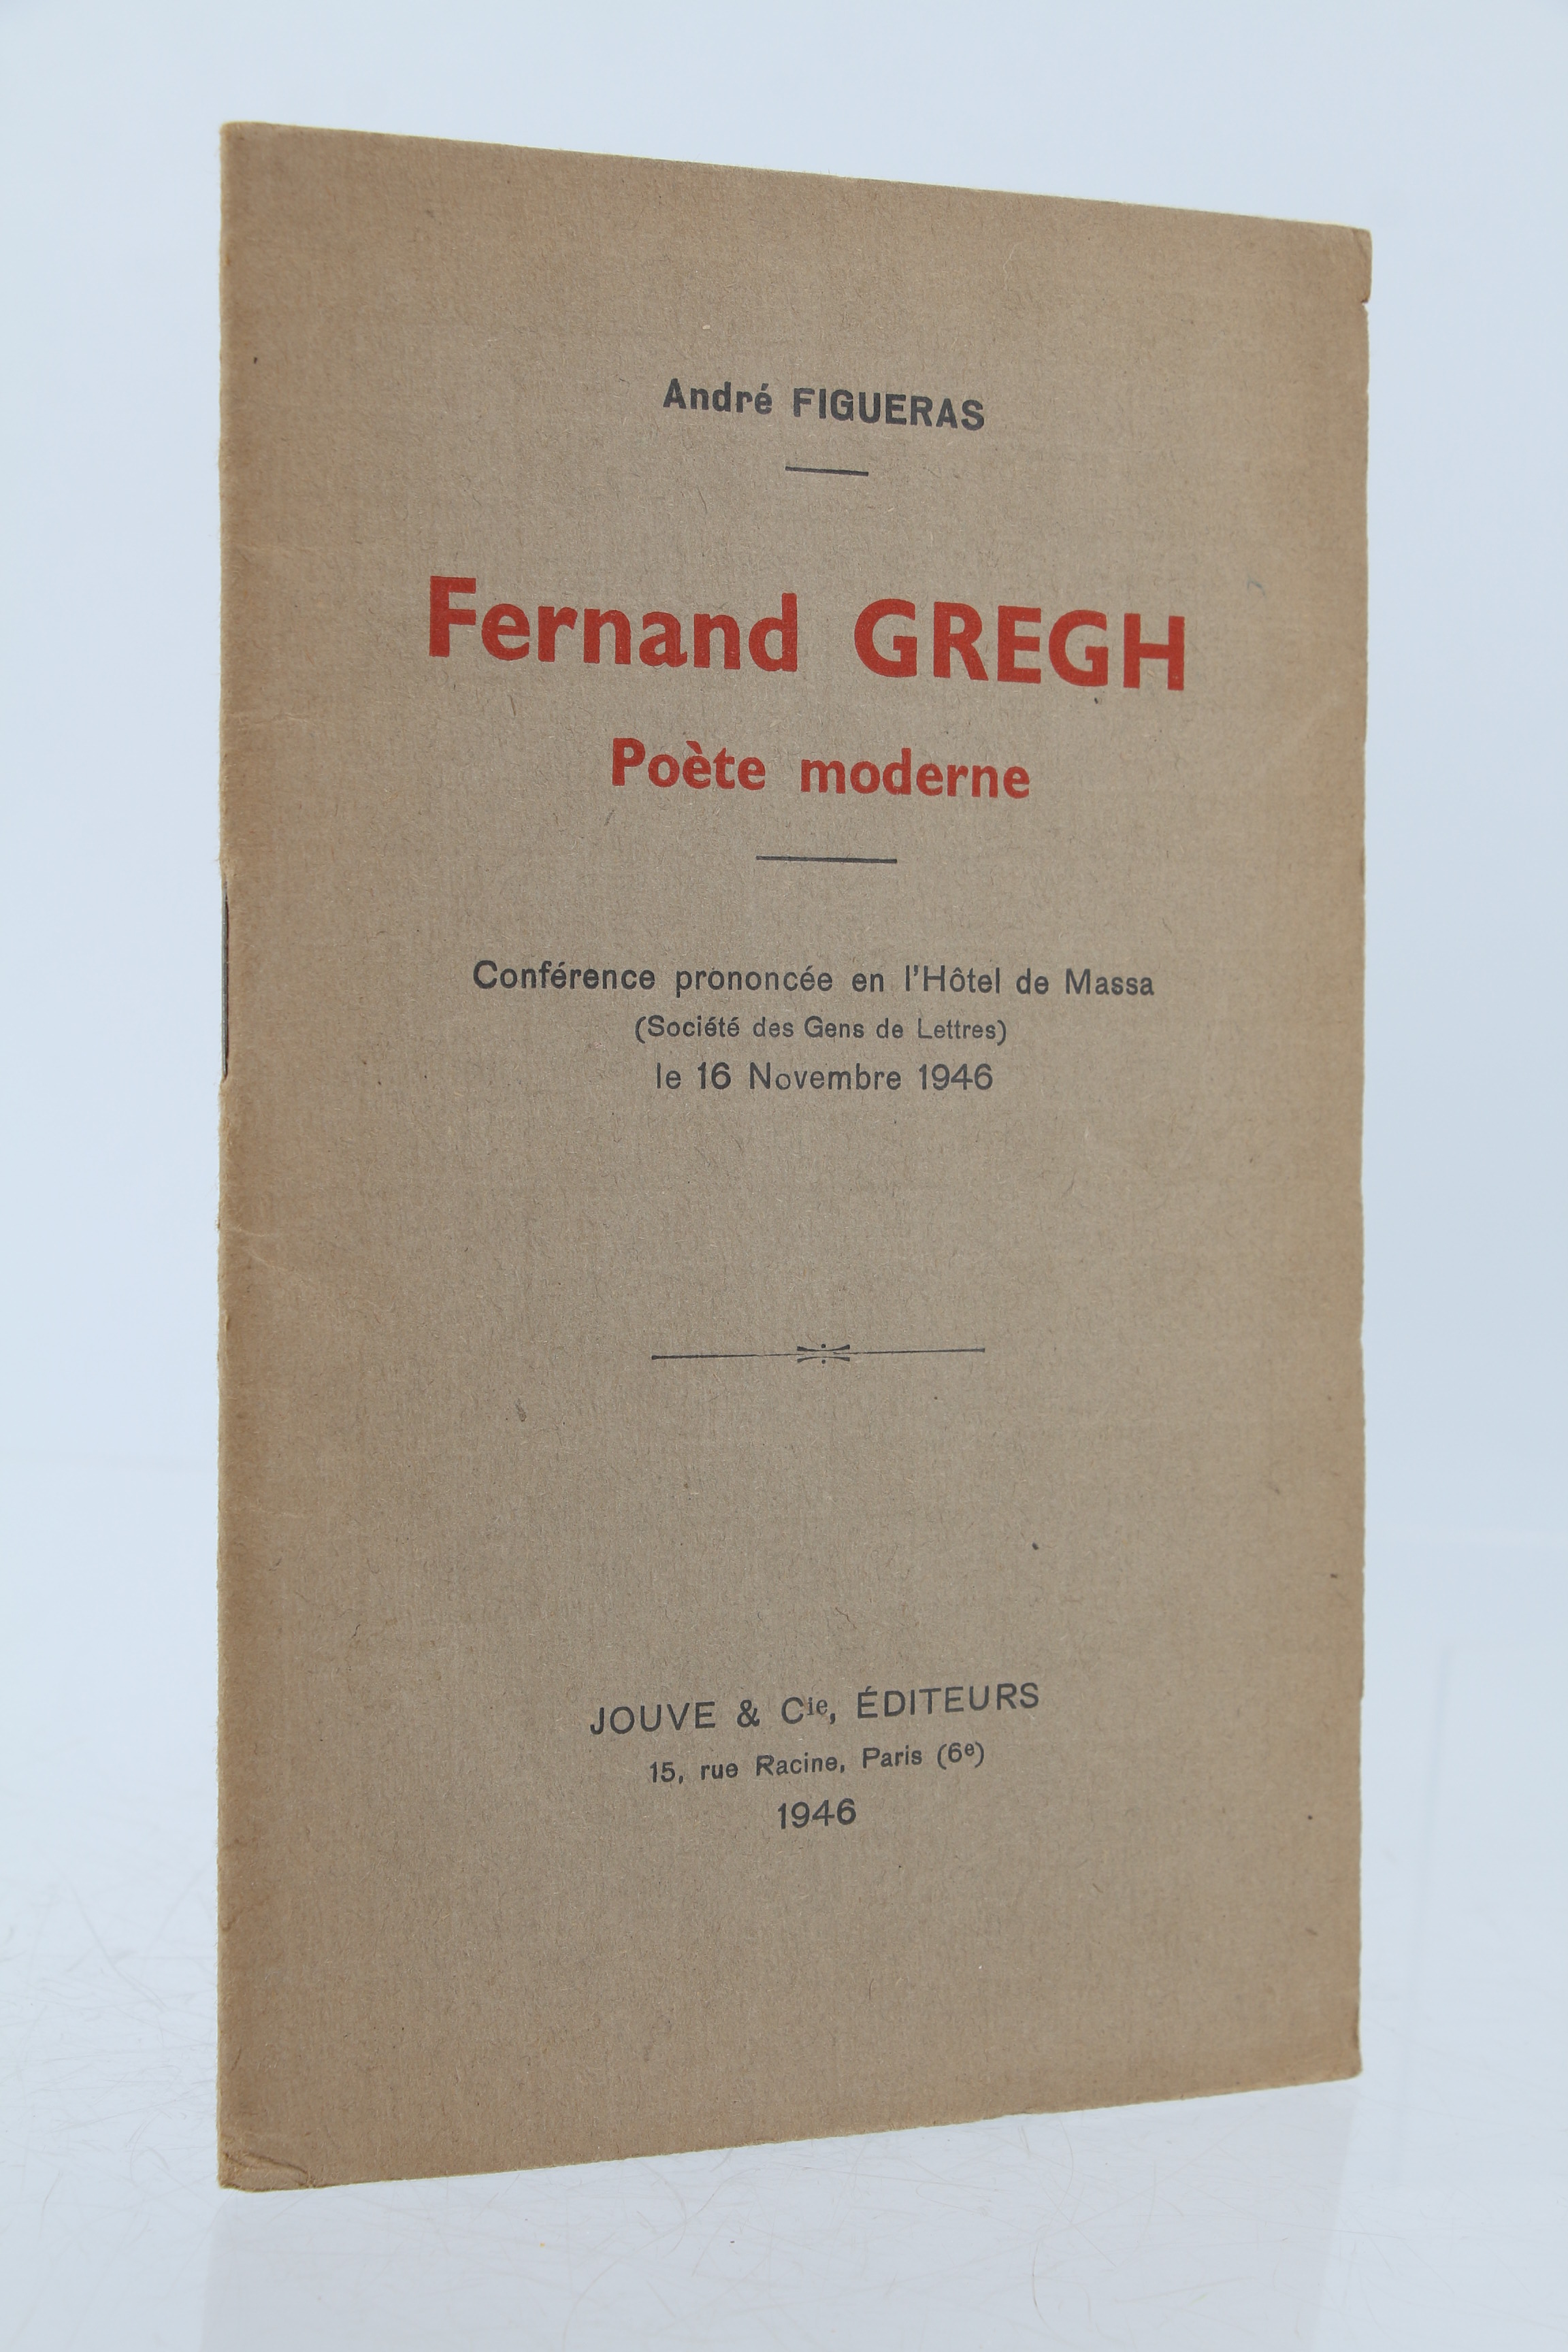 André FIGUERAS
Fernand GREGH
Poète moderne
Conférence prononcée en l'Hôtel de Massa
(Société des Gens de Lettres)
le 16 Novembre 1946
JOUVE & Cie, ÉDITEURS
15, rue Racine, Paris (6e)
1946